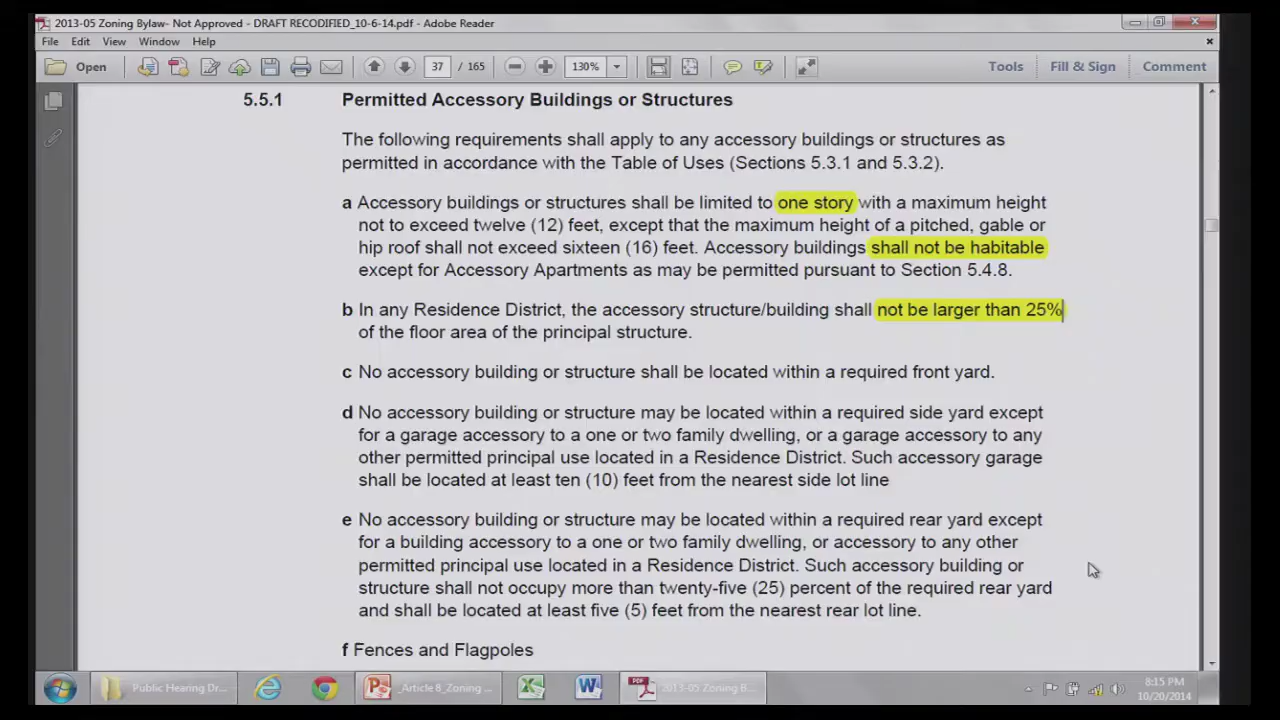 2013-05 Zoning Bylaw- Not Approved - DRAFT RECODIFIED_10-6-14.pdf - Adobe Reader
File Edit View Window Help
Open 37 / 165 130% Tools Fill & Sign Comment
5.5.1 Permitted Accessory Buildings or Structures
The following requirements shall apply to any accessory buildings or structures as
permitted in accordance with the Table of Uses (Sections 5.3.1 and 5.3.2).
a Accessory buildings or structures shall be limited to one story with a maximum height
not to exceed twelve (12) feet, except that the maximum height of a pitched, gable or
hip roof shall not exceed sixteen (16) feet. Accessory buildings shall not be habitable
except for Accessory Apartments as may be permitted pursuant to Section 5.4.8.
b In any Residence District, the accessory structure/building shall not be larger than 25%
of the floor area of the principal structure.
c No accessory building or structure shall be located within a required front yard.
d No accessory building or structure may be located within a required side yard except
for a garage accessory to a one or two family dwelling, or a garage accessory to any
other permitted principal use located in a Residence District. Such accessory garage
shall be located at least ten (10) feet from the nearest side lot line
e No accessory building or structure may be located within a required rear yard except
for a building accessory to a one or two family dwelling, or accessory to any other
permitted principal use located in a Residence District. Such accessory building or
structure shall not occupy more than twenty-five (25) percent of the required rear yard
and shall be located at least five (5) feet from the nearest rear lot line.
f Fences and Flagpoles
Public Hearing Dr... _Article 8_Zoning ... 2013-05 Zoning B... 8:15 PM
10/20/2014